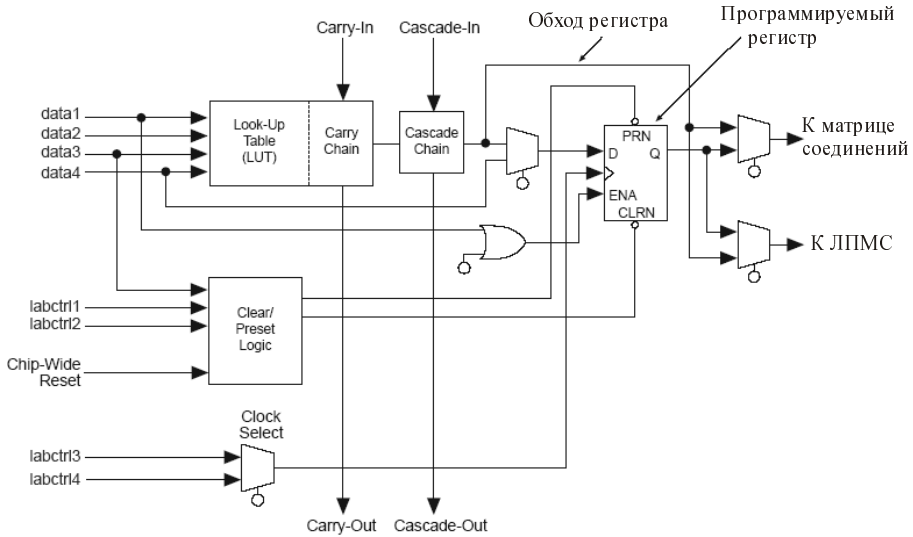 Обход регистра
Программируемый
регистр
Carry-In
Cascade-In
data1
data2
data3
data4
Look-Up
Table
(LUT)
Carry
Chain
Cascade
Chain
PRN
D
Q
ENA
CLRN
К матрице
соединений
К ЛПМС
labctrl1
labctrl2
Chip-Wide
Reset
Clear/
Preset
Logic
Clock
Select
labctrl3
labctrl4
Carry-Out
Cascade-Out